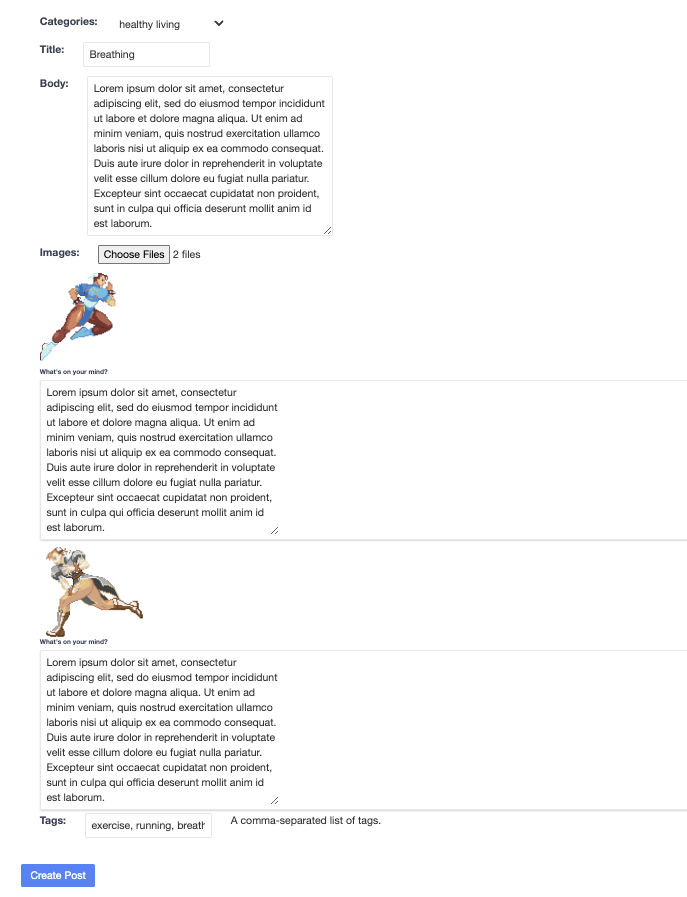 Categories: healthy living
Title: Breathing
Body: Lorem ipsum dolor sit amet, consectetur
adipiscing elit, sed do eiusmod tempor incididunt
ut labore et dolore magna aliqua. Ut enim ad
minim veniam, quis nostrud exercitation ullamco
laboris nisi ut aliquip ex ea commodo consequat.
Duis aute irure dolor in reprehenderit in voluptate
velit esse cillum dolore eu fugiat nulla pariatur.
Excepteur sint occaecat cupidatat non proident,
sunt in culpa qui officia deserunt mollit anim id
est laborum.
Images: Choose Files 2 files
What's on your mind?
Lorem ipsum dolor sit amet, consectetur
adipiscing elit, sed do eiusmod tempor incididunt
ut labore et dolore magna aliqua. Ut enim ad
minim veniam, quis nostrud exercitation ullamco
laboris nisi ut aliquip ex ea commodo consequat.
Duis aute irure dolor in reprehenderit in voluptate
velit esse cillum dolore eu fugiat nulla pariatur.
Excepteur sint occaecat cupidatat non proident,
sunt in culpa qui officia deserunt mollit anim id
est laborum.
What's on your mind?
Lorem ipsum dolor sit amet, consectetur
adipiscing elit, sed do eiusmod tempor incididunt
ut labore et dolore magna aliqua. Ut enim ad
minim veniam, quis nostrud exercitation ullamco
laboris nisi ut aliquip ex ea commodo consequat.
Duis aute irure dolor in reprehenderit in voluptate
velit esse cillum dolore eu fugiat nulla pariatur.
Excepteur sint occaecat cupidatat non proident,
sunt in culpa qui officia deserunt mollit anim id
est laborum.
Tags: exercise, running, breath A comma-separated list of tags.
Create Post